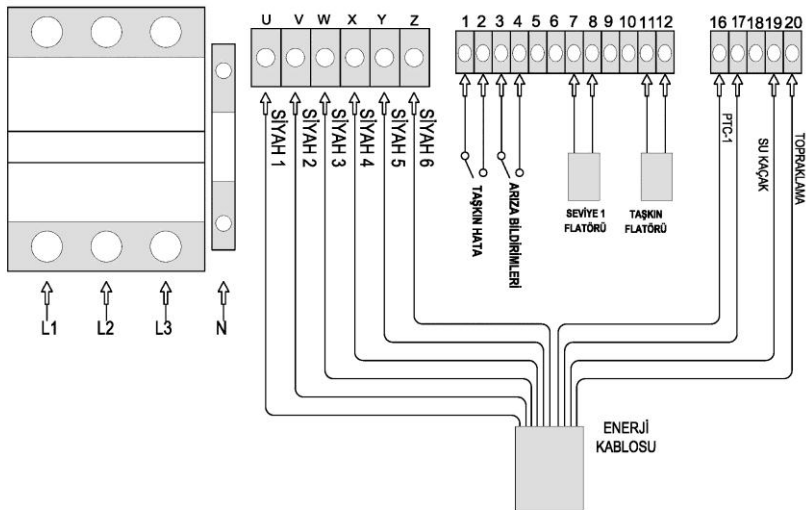 U V W X Y Z
1 2 3 4 5 6 7 8 9 10 11 12
16 17 18 19 20
SİYAH 1
SİYAH 2
SİYAH 3
SİYAH 4
SİYAH 5
SİYAH 6
TAŞKIN HATA
ARIZA BİLDİRİMLERİ
SEVİYE 1
FLATÖRÜ
TAŞKIN
FLATÖRÜ
PTC-1
SU KAÇAK
TOPRAKLAMA
L1 L2 L3 N
ENERJİ
KABLOSU